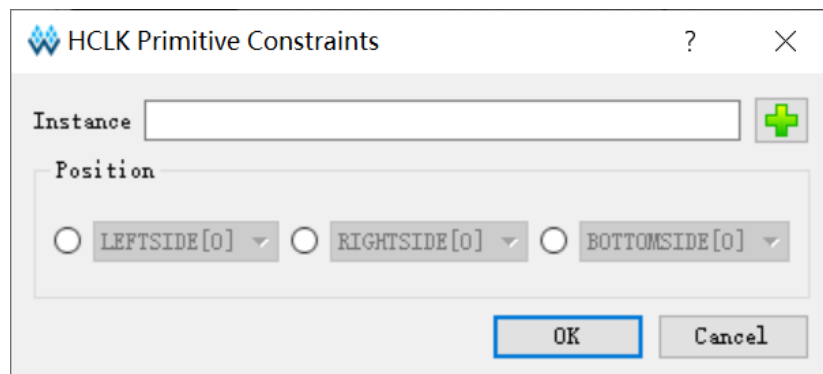 HCLK Primitive Constraints ?
Instance
Position
LEFTSIDE[0] RIGHTSIDE[0] BOTTOMSIDE[0]
OK Cancel